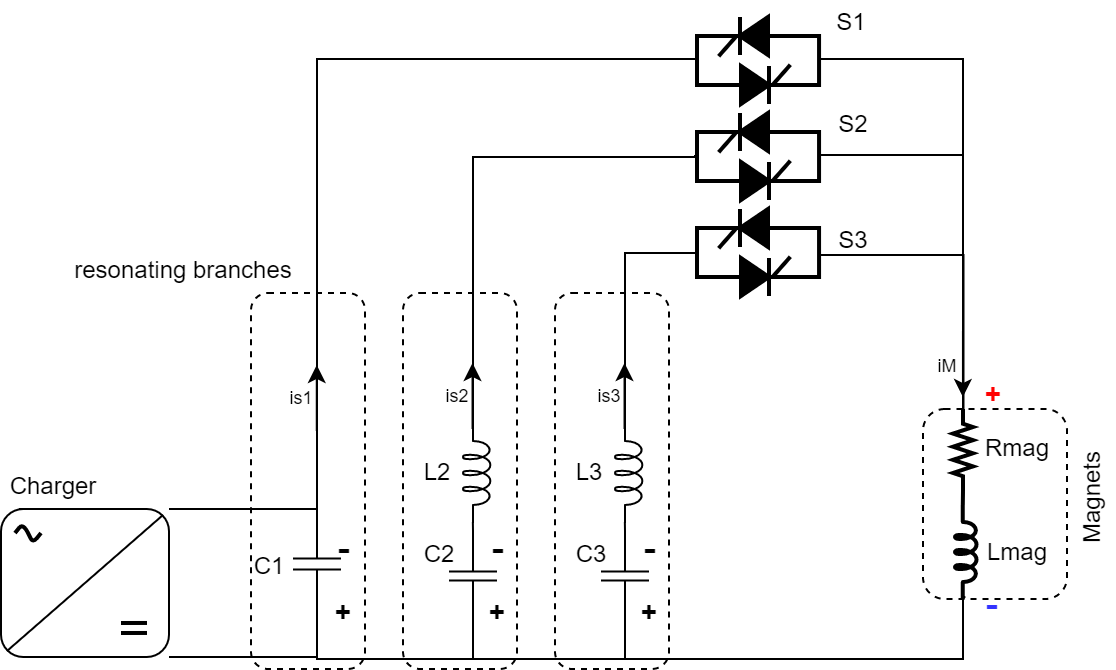 S1
S2
S3
resonating branches
is1
is2
is3
iM
+
Rmag
L2
L3
Charger
Magnets
-
-
-
C1
C2
C3
Lmag
+
+
+
-